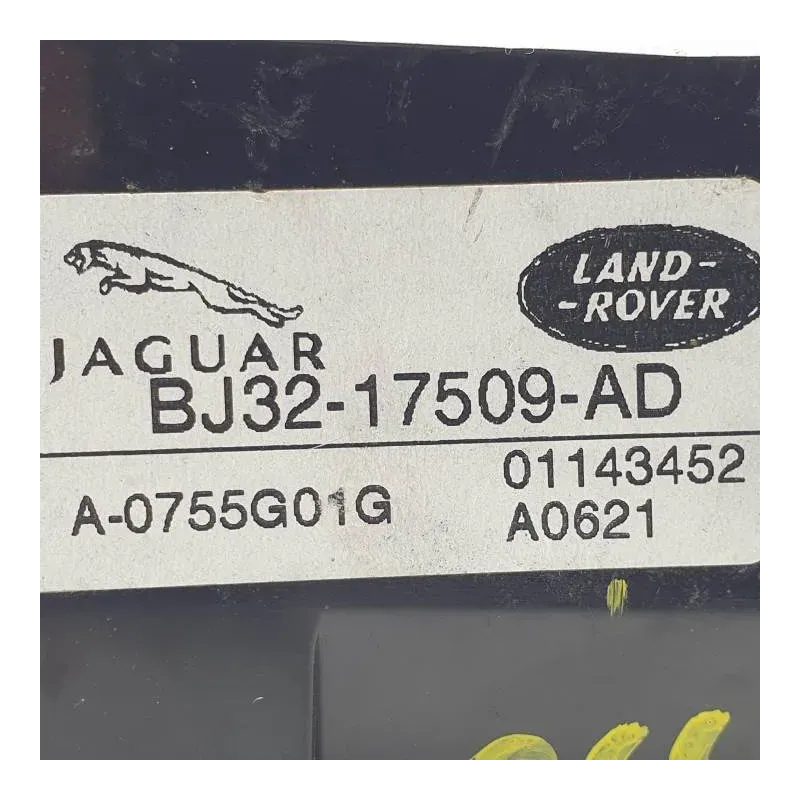 LAND-
-ROVER
JAGUAR
BJ32-17509-AD
A-0755G01G
01143452
A0621